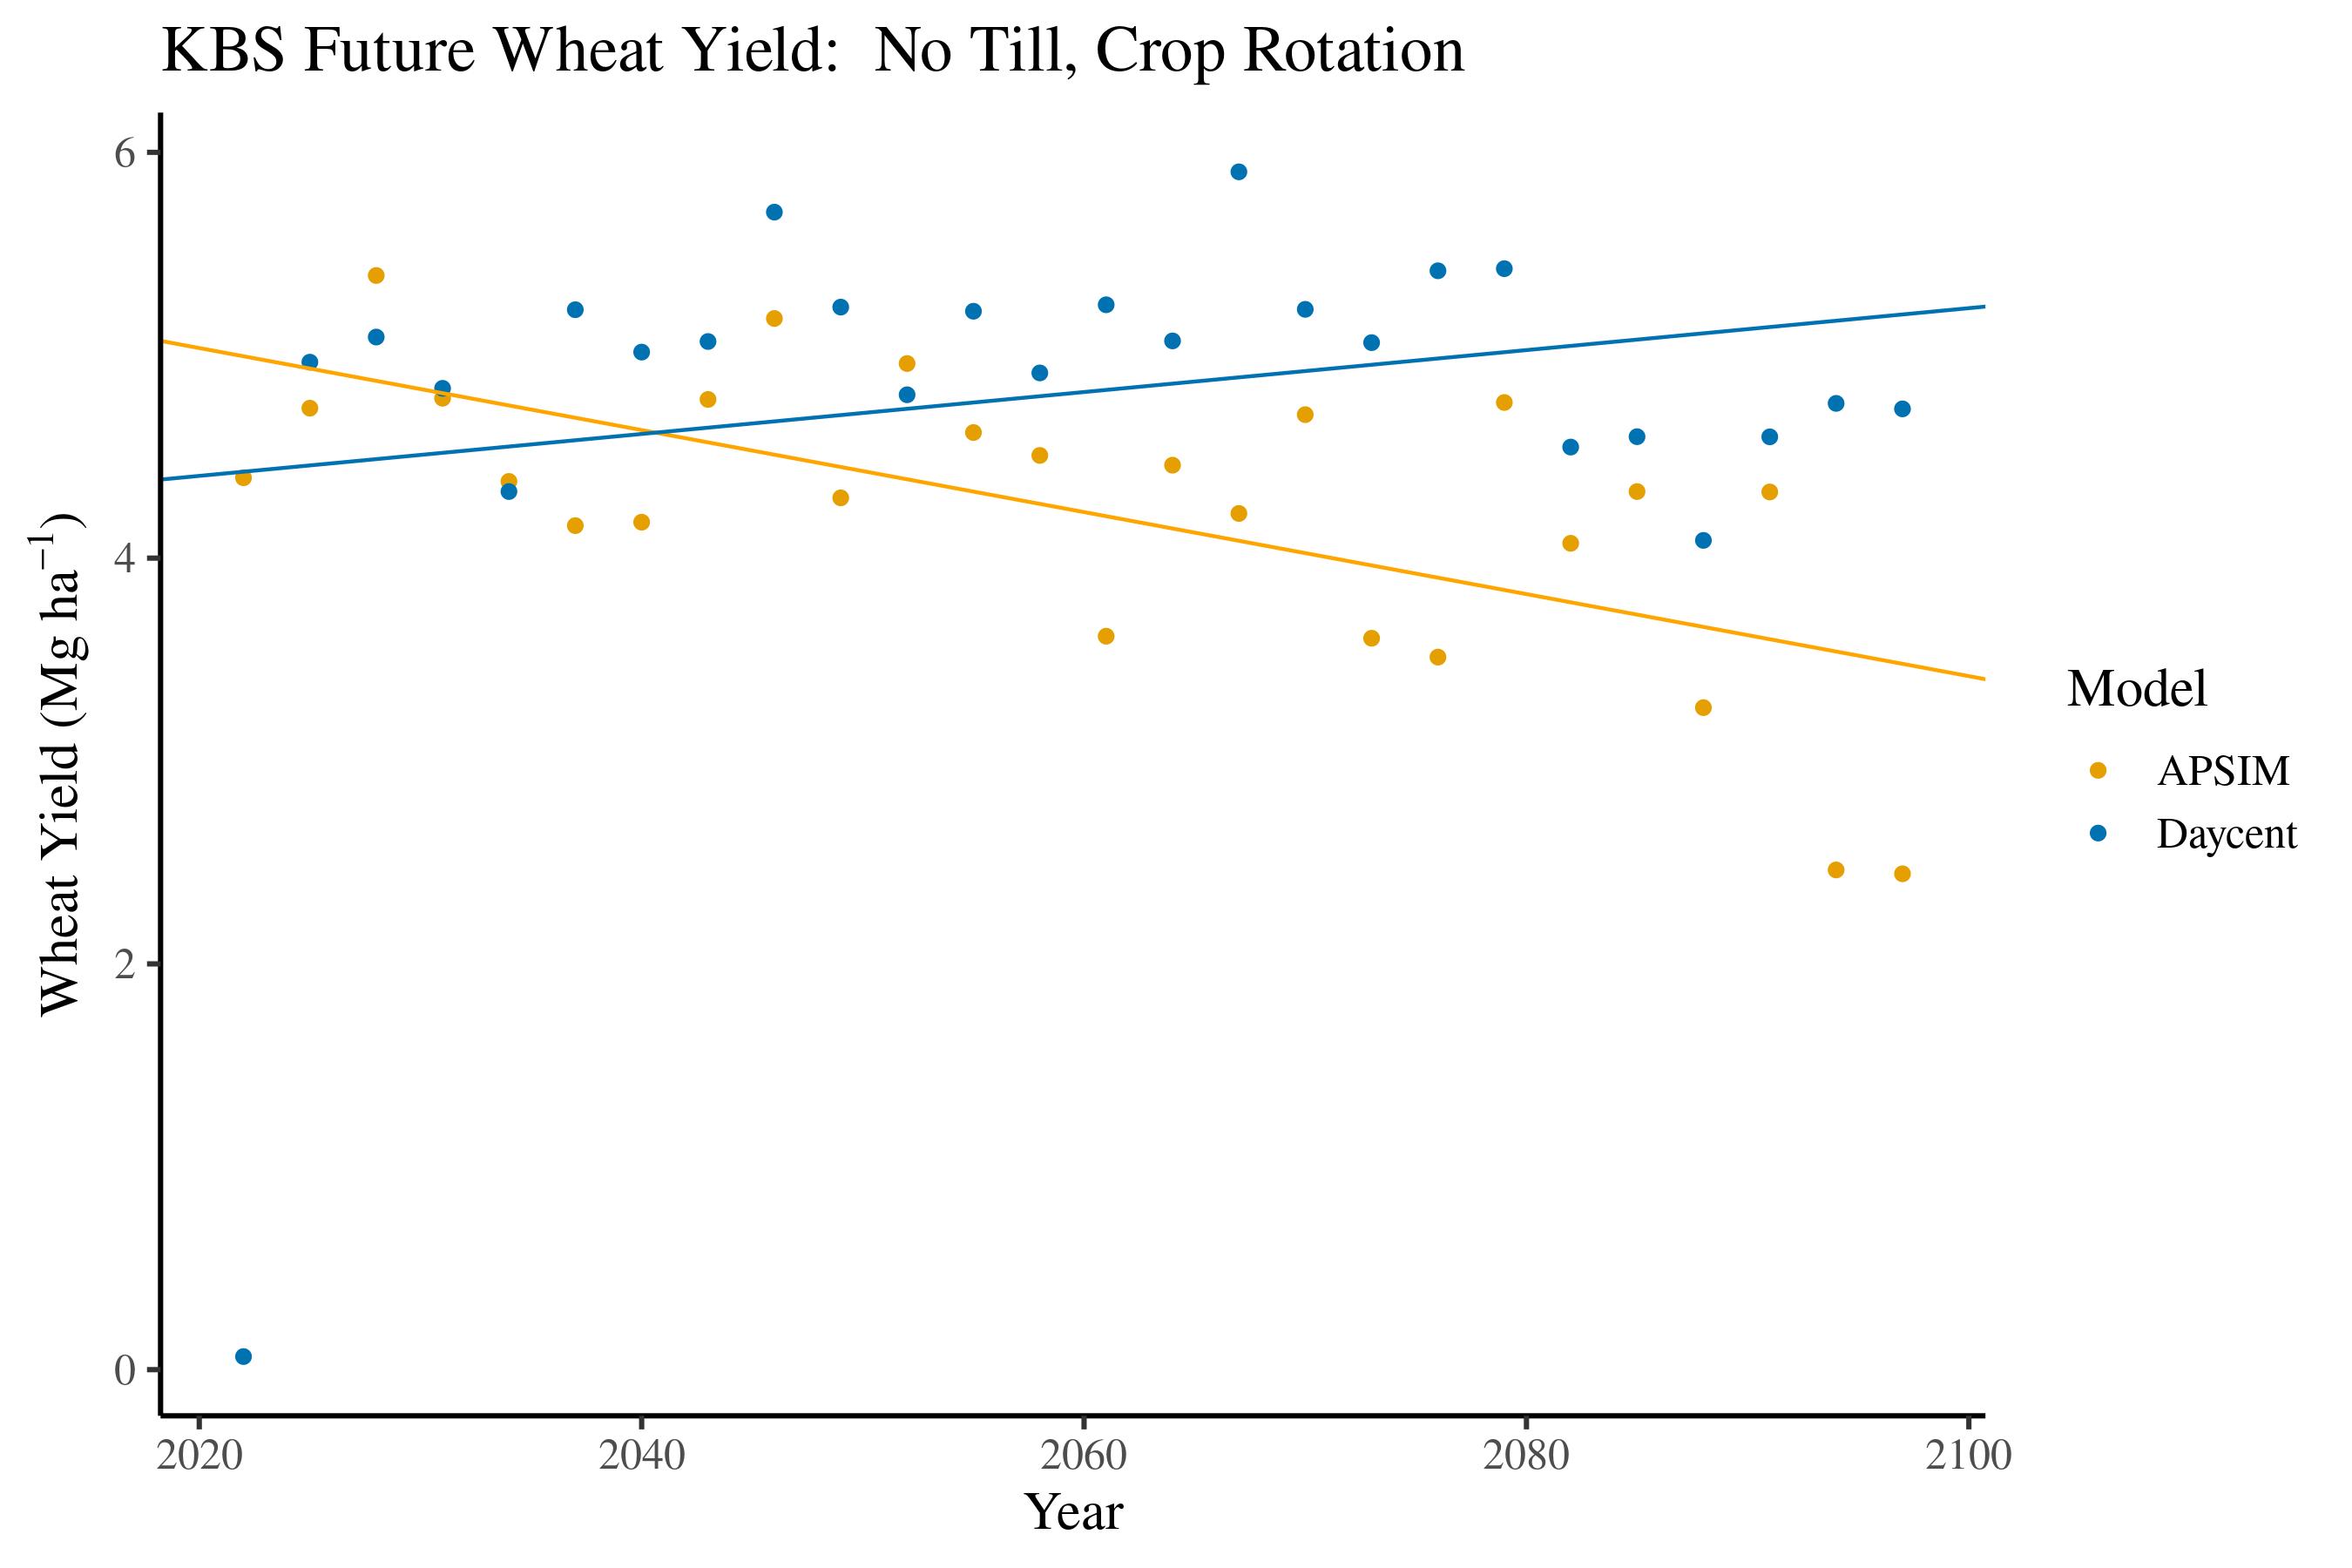 KBS Future Wheat Yield:  No Till, Crop Rotation
Wheat Yield (Mg ha⁻¹)
6
4
2
0
2020
2040
2060
2080
2100
Year
Model
APSIM
Daycent